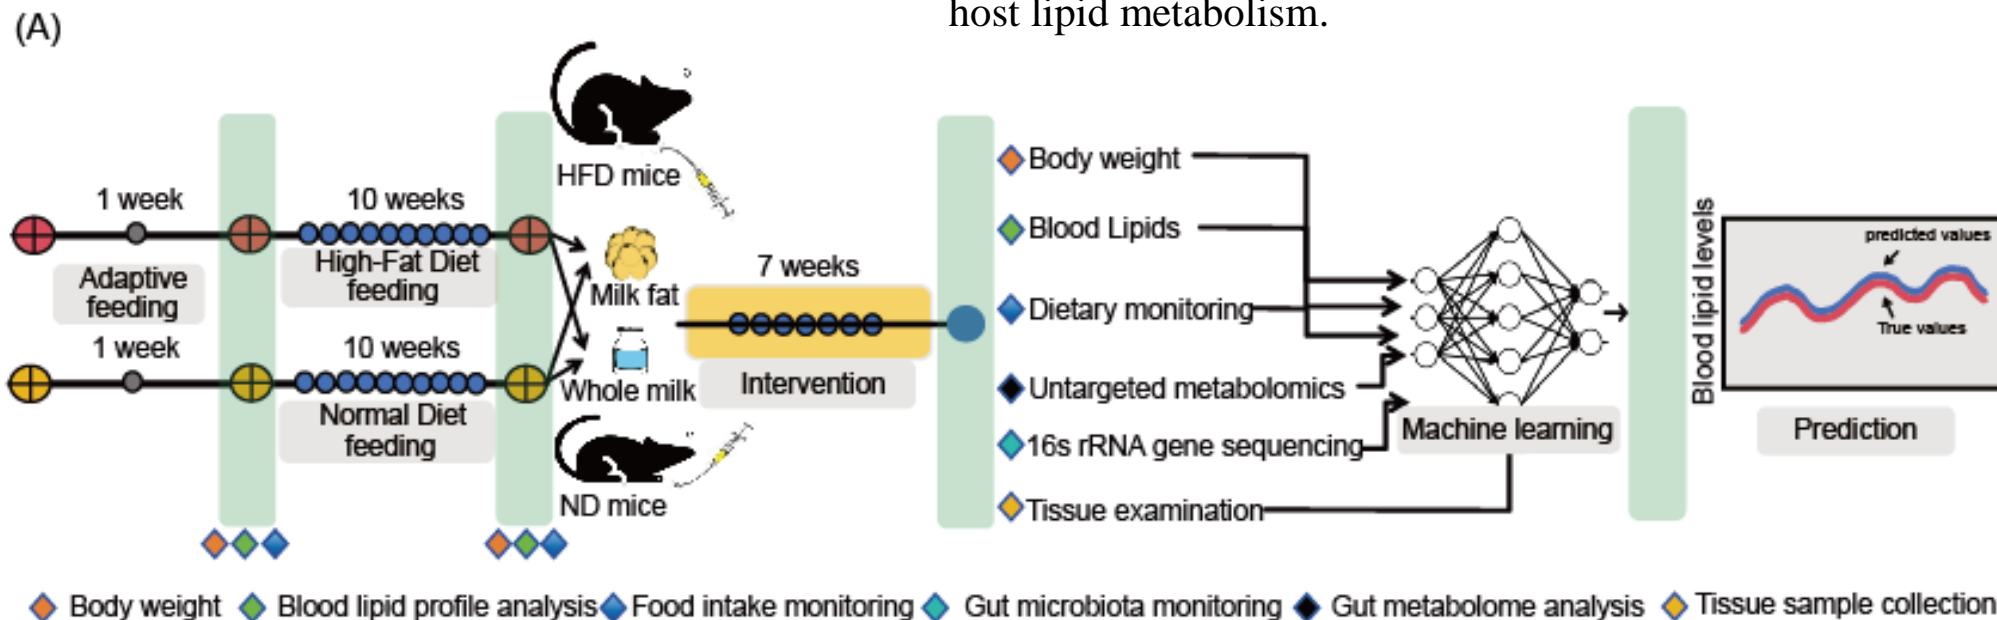 host lipid metabolism.
(A)
1 week
10 weeks
Adaptive
feeding
High-Fat Diet
feeding
1 week
10 weeks
Normal Diet
feeding
HFD mice
Milk fat
Whole milk
ND mice
7 weeks
Intervention
Body weight
Blood Lipids
Dietary monitoring
Untargeted metabolomics
16s rRNA gene sequencing
Tissue examination
Machine learning
Blood lipid levels
predicted values
True values
Prediction
Body weight
Blood lipid profile analysis
Food intake monitoring
Gut microbiota monitoring
Gut metabolome analysis
Tissue sample collection